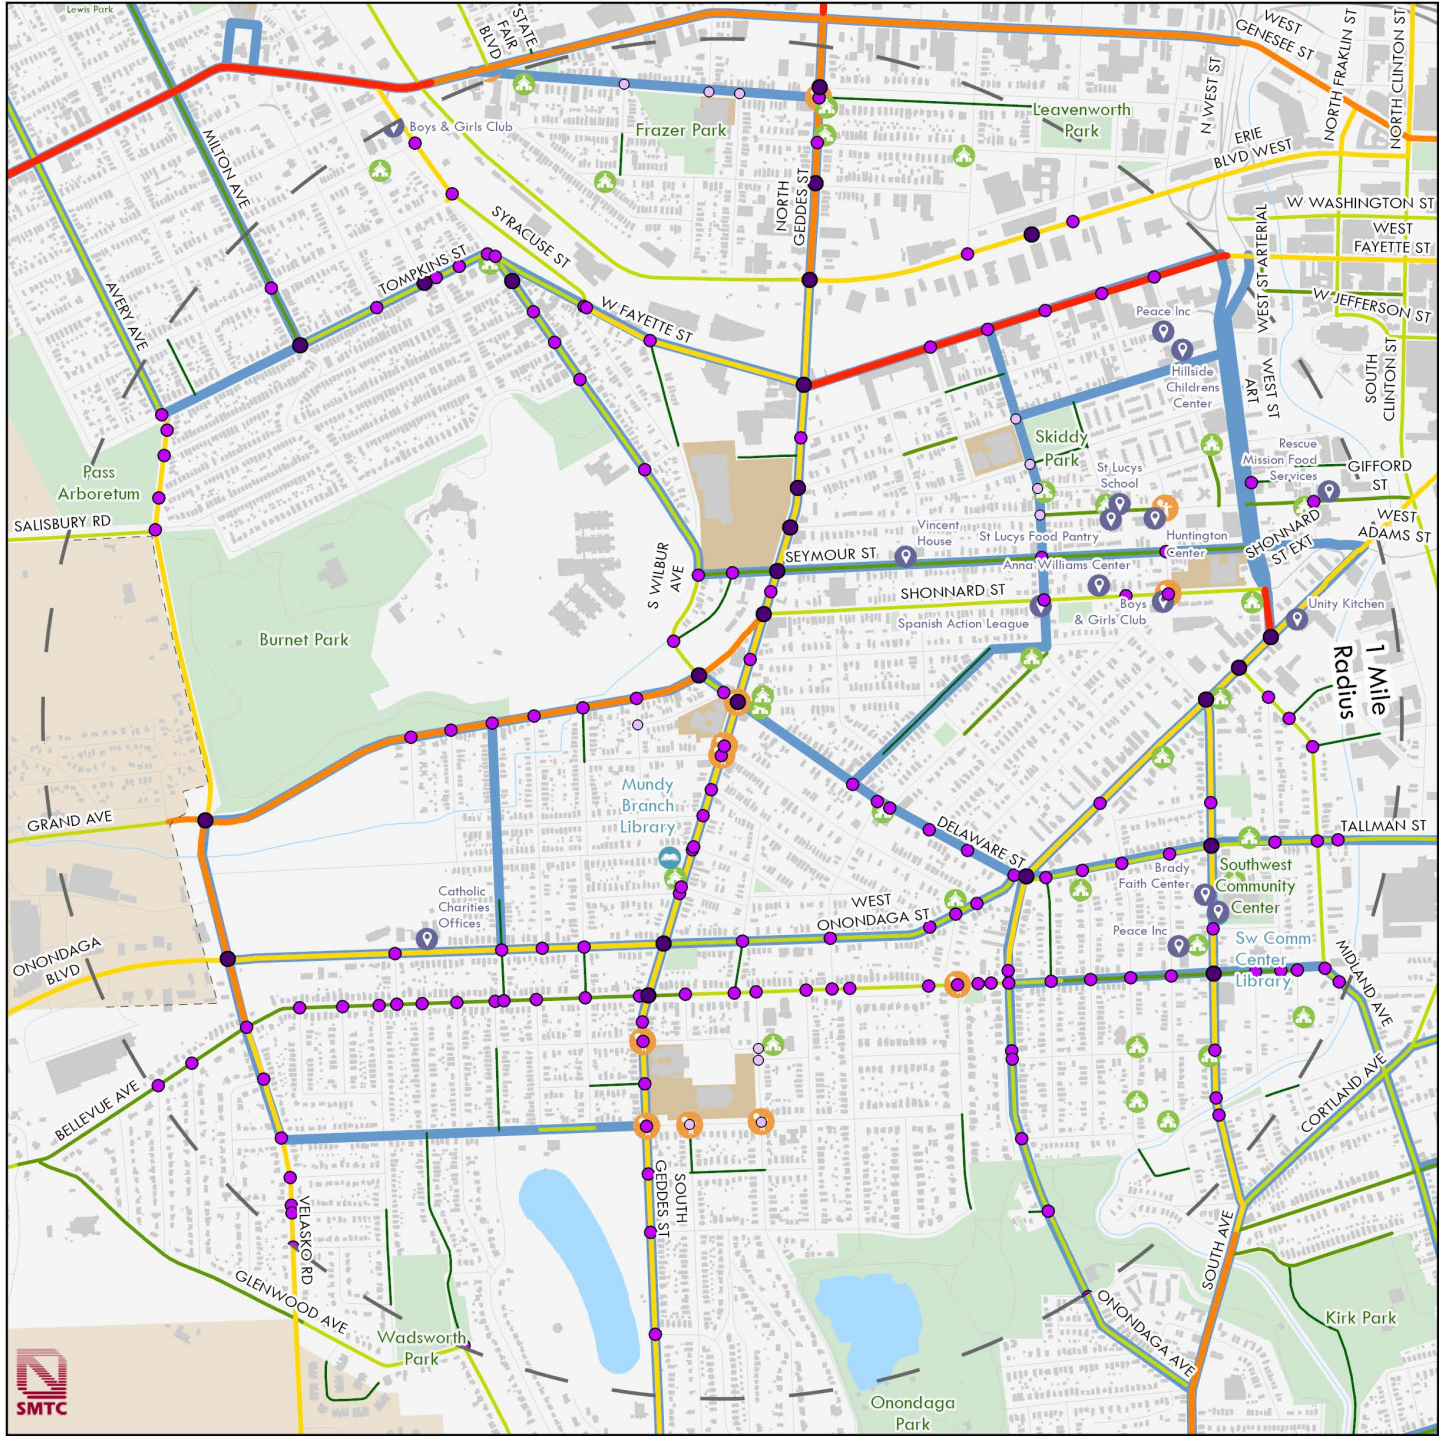 Lewis Park
STATE
FAIR
BLVD
WEST
GENESEE ST
NORTH FRAKLIN ST
NORTH CLINTON ST
N WEST ST
Leavenworth
Park
ERIE
BLVD WEST
Boys & Girls Club
Frazer Park
MILTON AVE
NORTH
GEDDES ST
SYRACUSE ST
W WASHINGTON ST
WEST
FAYETTE ST
WEST ST ARTERIAL
TOMPKINS ST
W JEFFERSON ST
AVERY AVE
W FAYETTE ST
Peace Inc
Hillside
Childrens
Center
WEST ST
ART
SOUTH
CLINTON ST
Skiddy
Park
Rescue
Mission Food
Services
GIFFORD
ST
Pass
Arboretum
St Lucys
School
SALISBURY RD
WEST
ADAMS ST
SHONNARD
ST EXT
Vincent
House
St Lucys Food Pantry
Huntington
Center
SEYMOUR ST
Anna Williams Center
S WILBUR
AVE
SHONNARD ST
Boys
& Girls Club
Unity Kitchen
Spanish Action League
Burnet Park
1 Mile
Radius
Mundy
Branch
Library
GRAND AVE
DELAWARE ST
TALLMAN ST
Brady
Faith Center
Southwest
Community
Center
Catholic
Charities
Offices
WEST
ONONDAGA ST
Peace Inc
Sw Comm
Center
Library
ONONDAGA
BLVD
MIDLAND AVE
BELLEVUE AVE
CORTLAND AVE
SOUTH
GEDDES ST
VELASKO RD
SOUTH AVE
GLENWOOD AVE
Wadsworth
Park
ONONDAGA AVE
Kirk Park
Onondaga
Park
SMTC